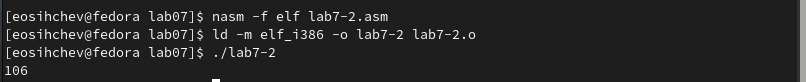 [eosihchev@fedora lab07]$ nasm -f elf lab7-2.asm
[eosihchev@fedora lab07]$ ld -m elf_i386 -o lab7-2 lab7-2.o
[eosihchev@fedora lab07]$ ./lab7-2
106